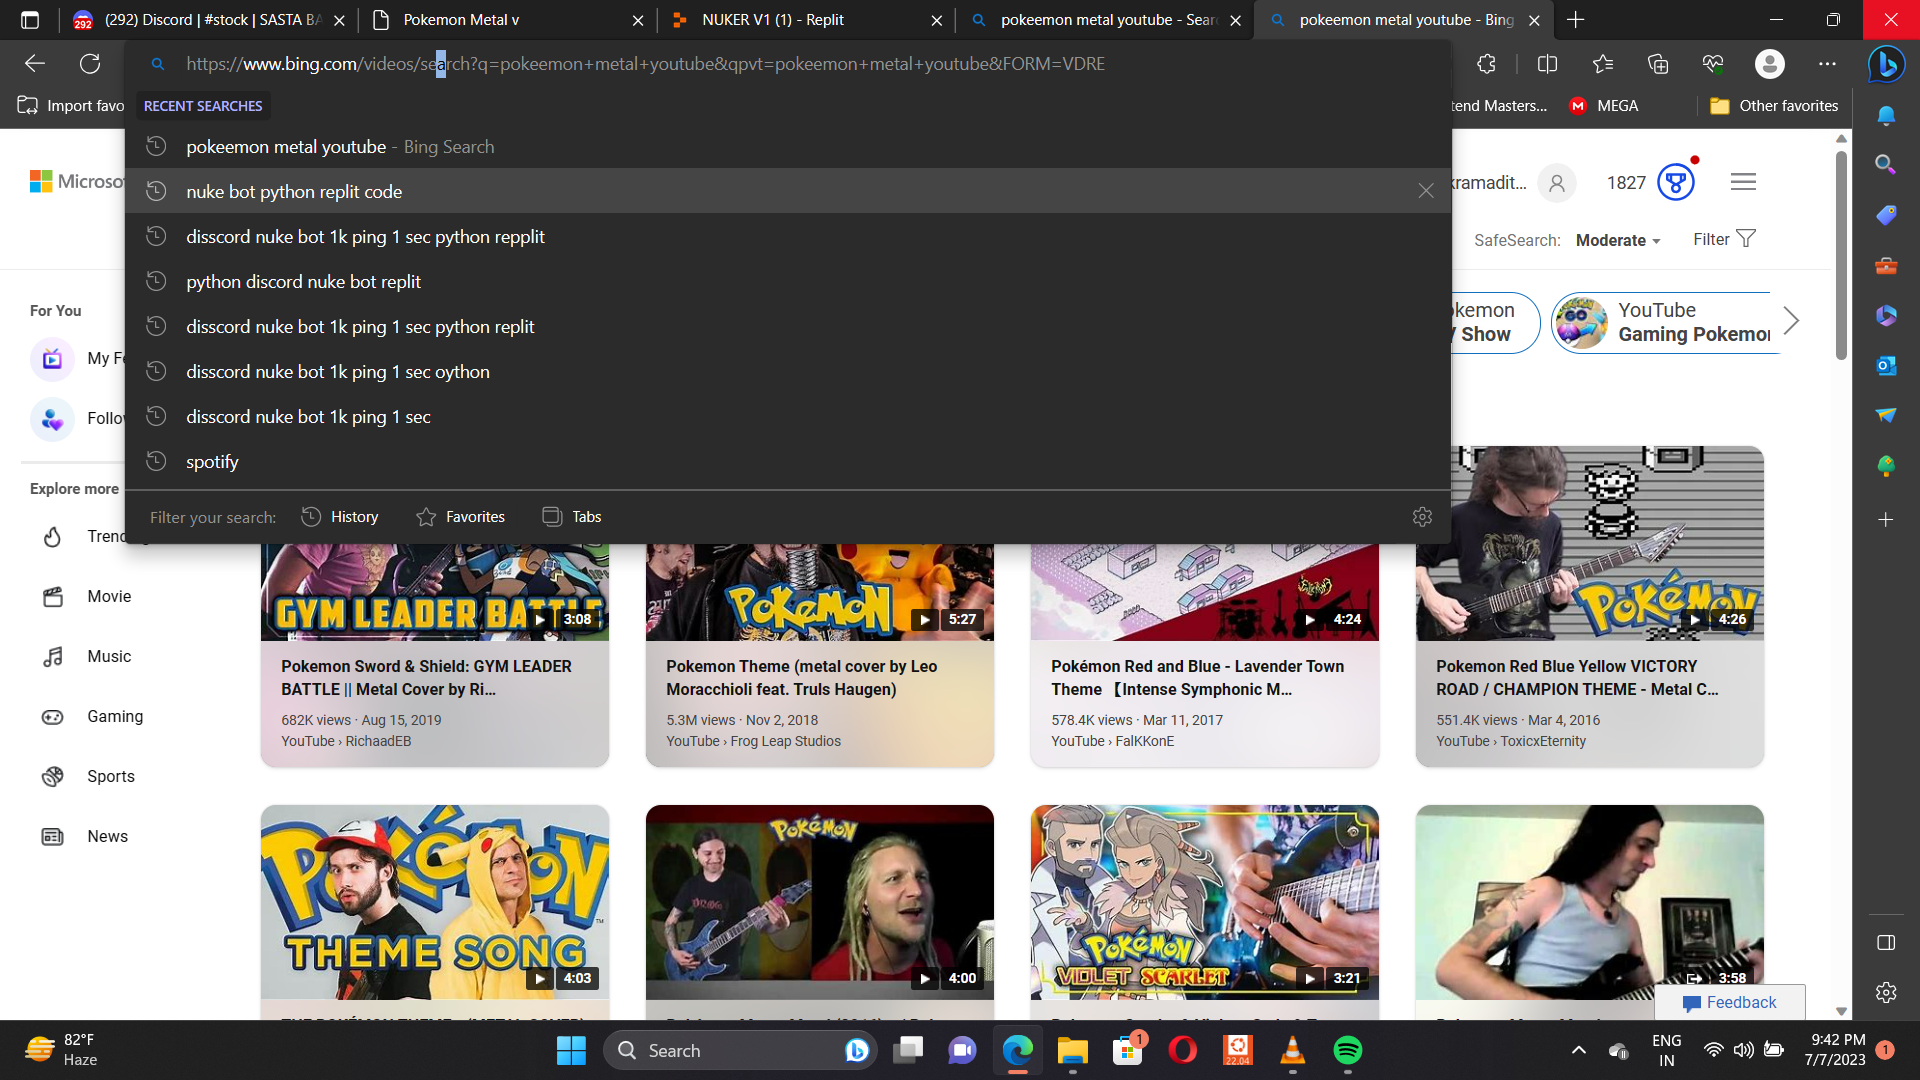 (292) Discord | #stock | SASTA BA
Pokemon Metal v
NUKER V1 (1) - Replit
pokeemon metal youtube - Sear
pokeemon metal youtube - Bing
292
https://www.bing.com/videos/search?q=pokeemon+metal+youtube&qpvt=pokeemon+metal+youtube&FORM=VDRE
Import favo
RECENT SEARCHES
tend Masters...
MEGA
Other favorites
pokeemon metal youtube - Bing Search
nuke bot python replit code
disscord nuke bot 1k ping 1 sec python repplit
python discord nuke bot replit
disscord nuke bot 1k ping 1 sec python replit
disscord nuke bot 1k ping 1 sec oython
disscord nuke bot 1k ping 1 sec
spotify
Filter your search:
History
Favorites
Tabs
Microso
kramadit...
1827
SafeSearch: Moderate
Filter
kemon
/ Show
YouTube
Gaming Pokemon
For You
My F
Follo
Explore more
Trend
Movie
Music
Gaming
Sports
News
GYM LEADER BATTLE
3:08
Pokemon Sword & Shield: GYM LEADER
BATTLE || Metal Cover by Ri...
682K views · Aug 15, 2019
YouTube › RichaadEB
POKéMON
5:27
Pokemon Theme (metal cover by Leo
Moracchioli feat. Truls Haugen)
5.3M views · Nov 2, 2018
YouTube › Frog Leap Studios
4:24
Pokémon Red and Blue - Lavender Town
Theme 【Intense Symphonic M...
578.4K views · Mar 11, 2017
YouTube › FalKKonE
POKéMON
4:26
Pokemon Red Blue Yellow VICTORY
ROAD / CHAMPION THEME - Metal C...
551.4K views · Mar 4, 2016
YouTube › ToxicxEternity
POKéMON
THEME SONG
4:03
POKéMON
4:00
POKéMON
VIOLET SCARLET
3:21
3:58
Feedback
82°F
Haze
Search
1
22.04
ENG
IN
9:42 PM
7/7/2023
1